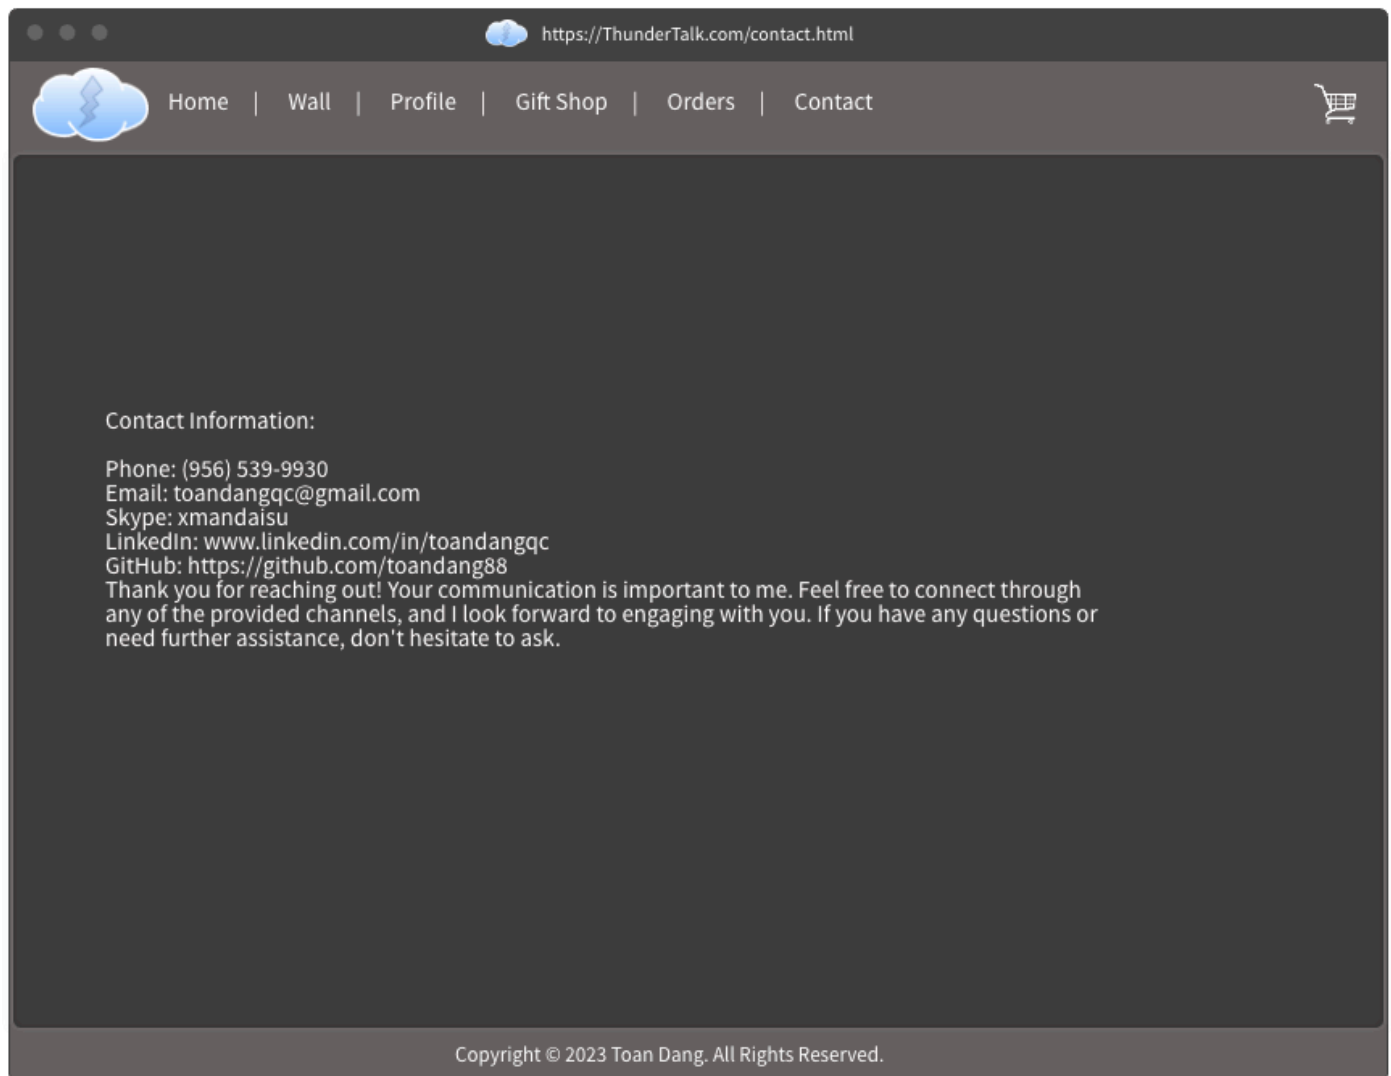 https://ThunderTalk.com/contact.html
Home | Wall | Profile | Gift Shop | Orders | Contact
Contact Information:
Phone: (956) 539-9930
Email: toandangqc@gmail.com
Skype: xmandaisu
LinkedIn: www.linkedin.com/in/toandangqc
GitHub: https://github.com/toandang88
Thank you for reaching out! Your communication is important to me. Feel free to connect through
any of the provided channels, and I look forward to engaging with you. If you have any questions or
need further assistance, don't hesitate to ask.
Copyright © 2023 Toan Dang. All Rights Reserved.